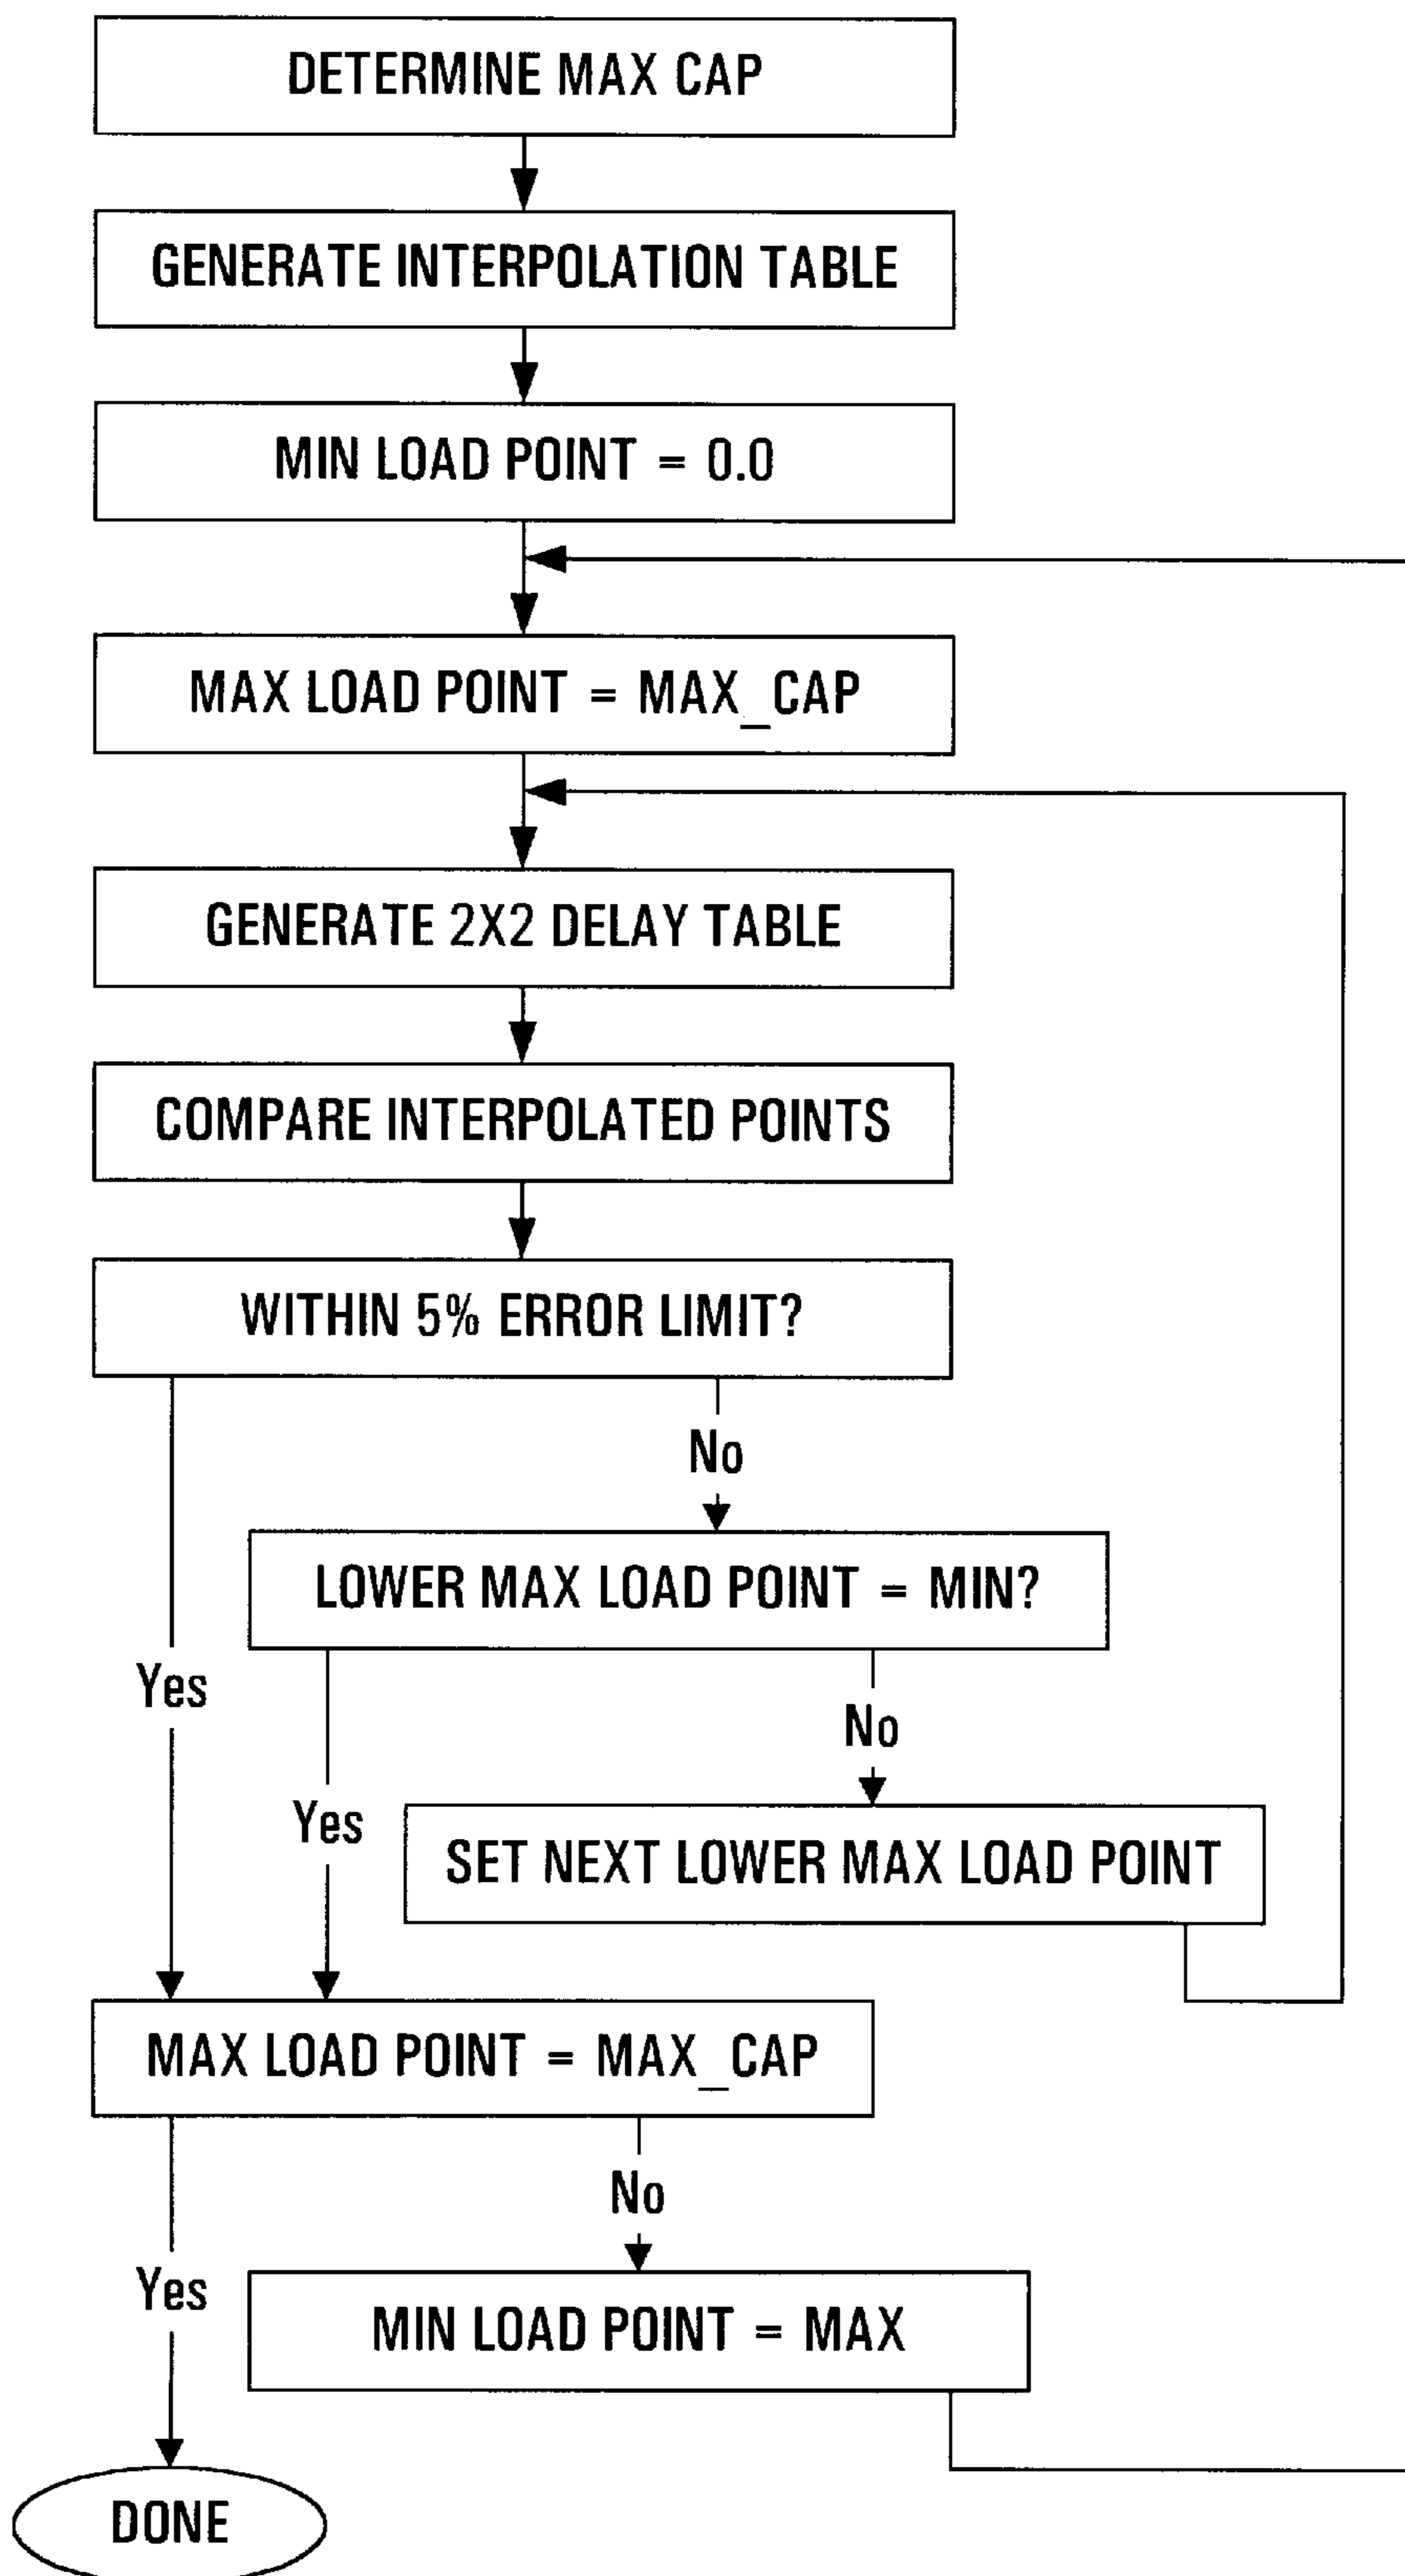 DETERMINE MAX CAP
GENERATE INTERPOLATION TABLE
MIN LOAD POINT = 0.0
MAX LOAD POINT = MAX_CAP
GENERATE 2X2 DELAY TABLE
COMPARE INTERPOLATED POINTS
WITHIN 5% ERROR LIMIT?
No
LOWER MAX LOAD POINT = MIN?
Yes
No
Yes
SET NEXT LOWER MAX LOAD POINT
MAX LOAD POINT = MAX_CAP
No
Yes
MIN LOAD POINT = MAX
DONE